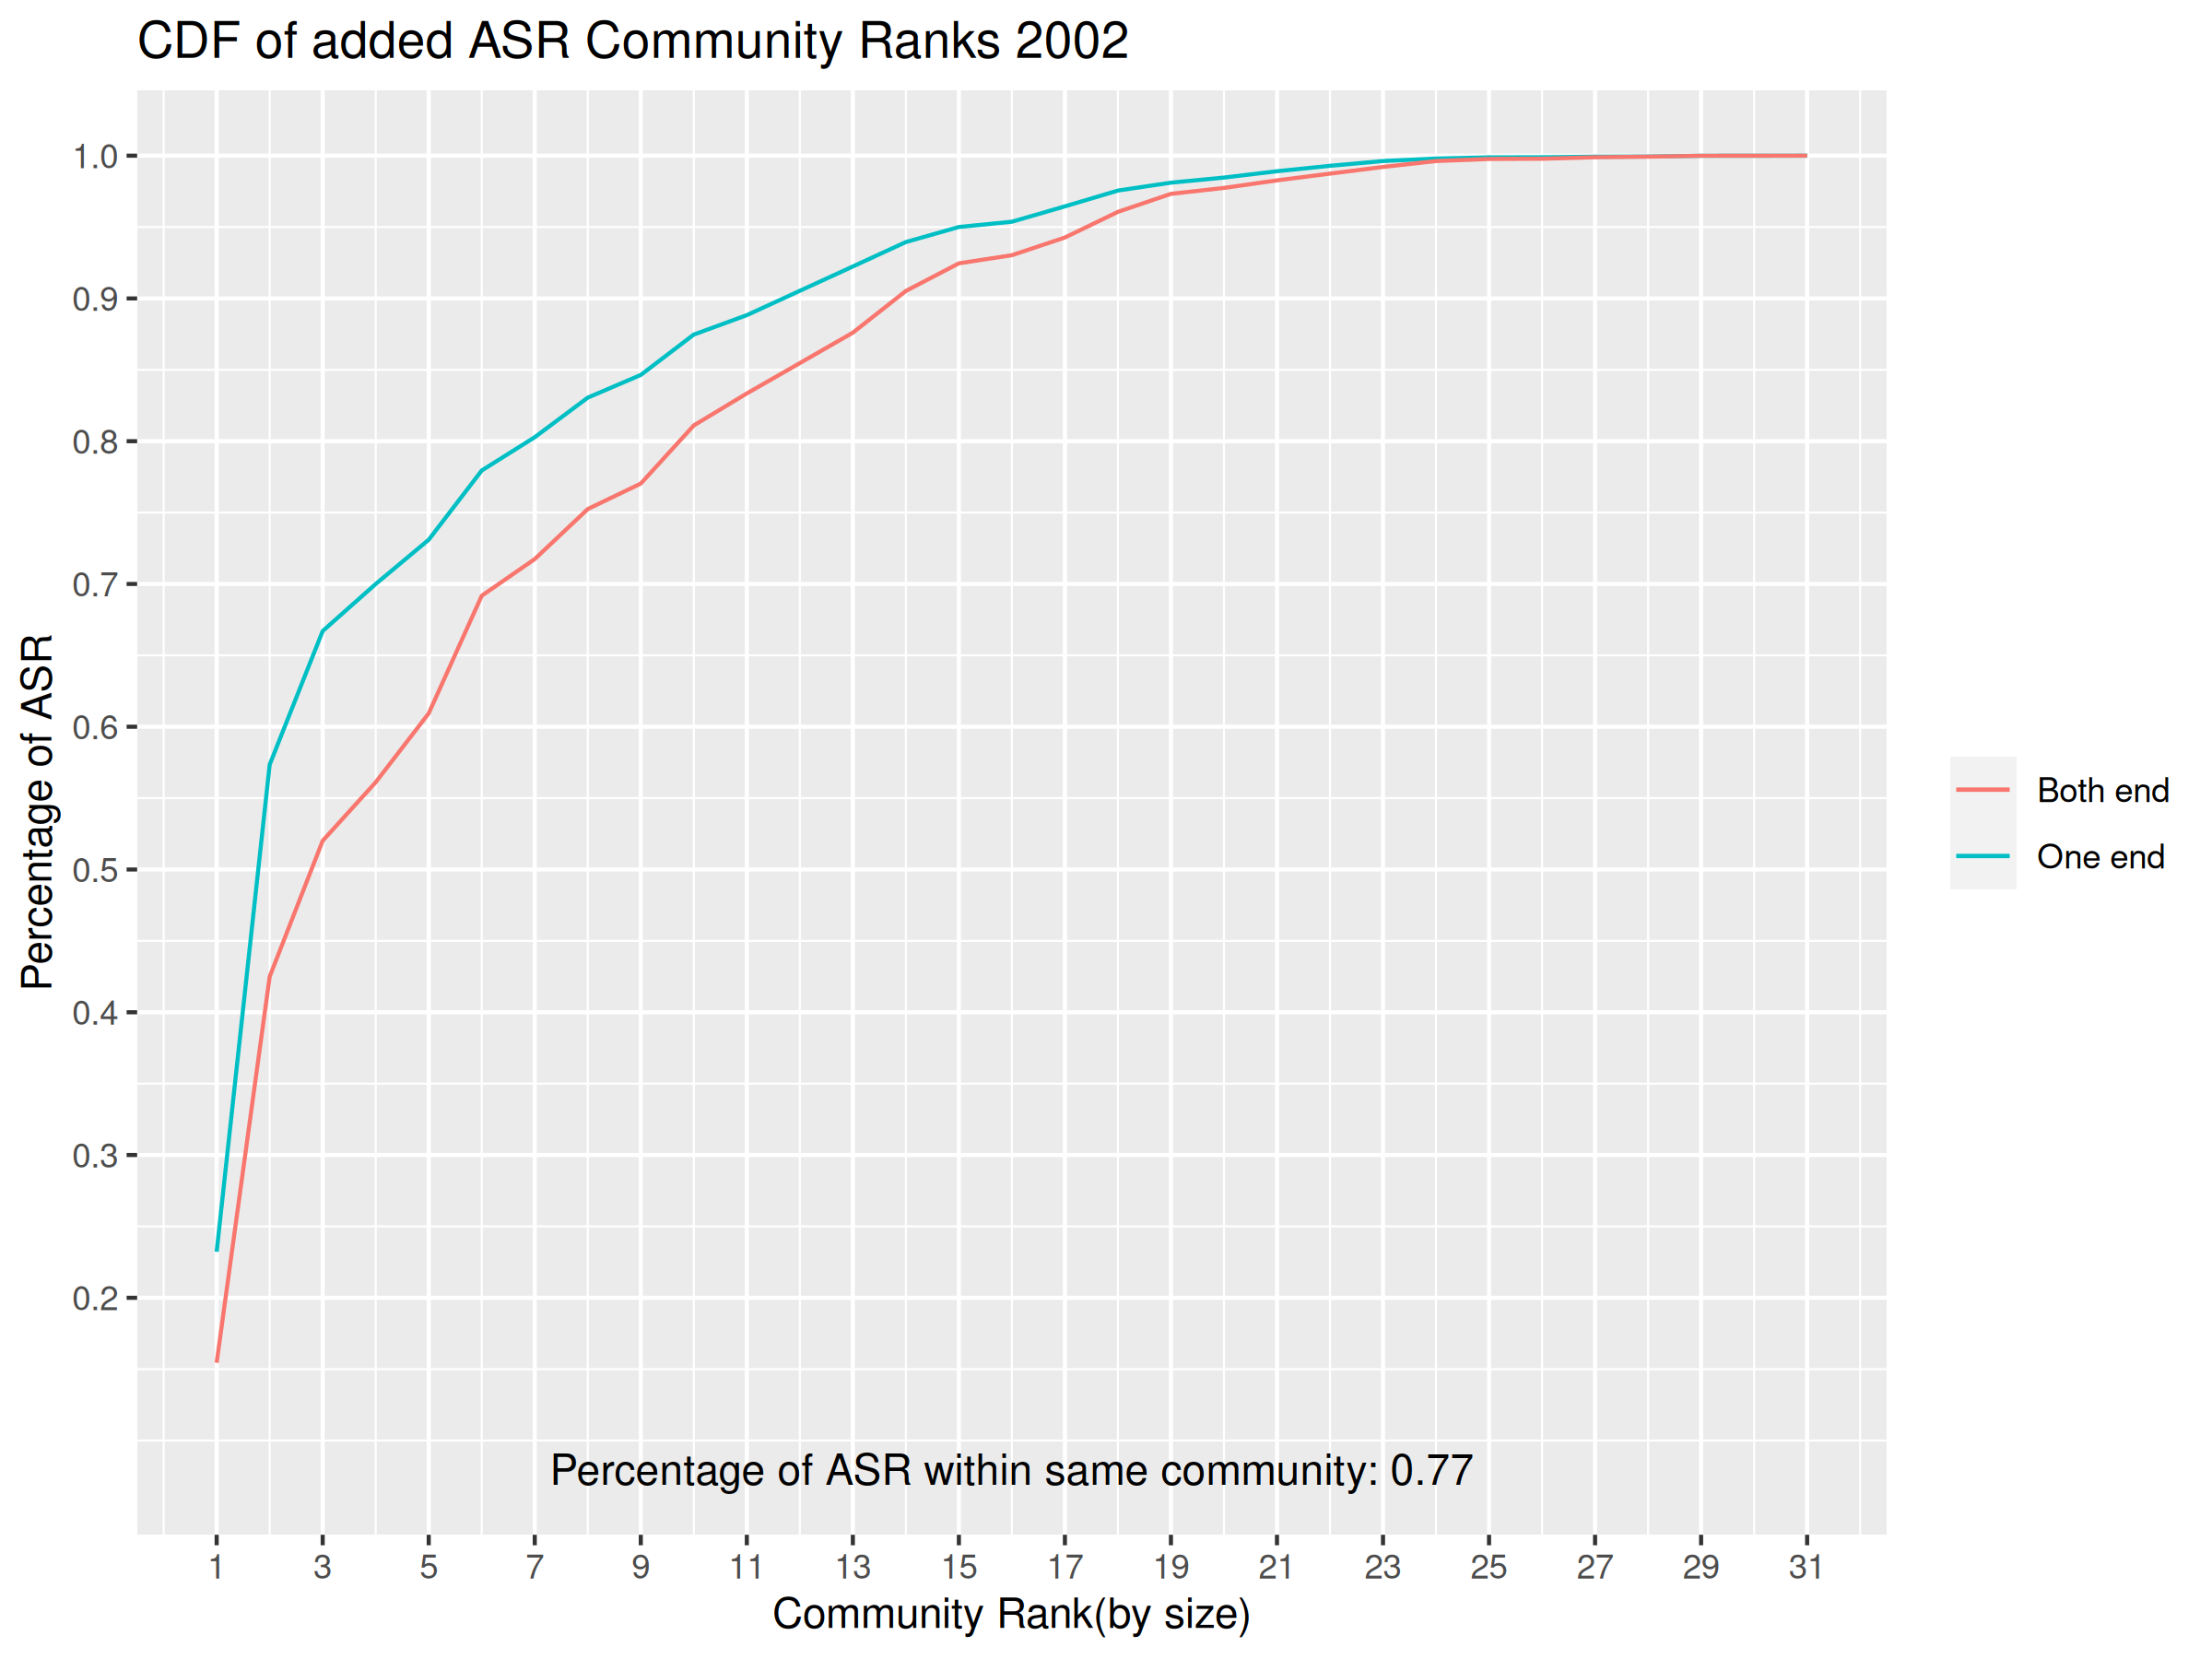 CDF of added ASR Community Ranks 2002
Percentage of ASR
1.0
0.9
0.8
0.7
0.6
0.5
0.4
0.3
0.2
Both end
One end
Percentage of ASR within same community: 0.77
1 3 5 7 9 11 13 15 17 19 21 23 25 27 29 31
Community Rank(by size)